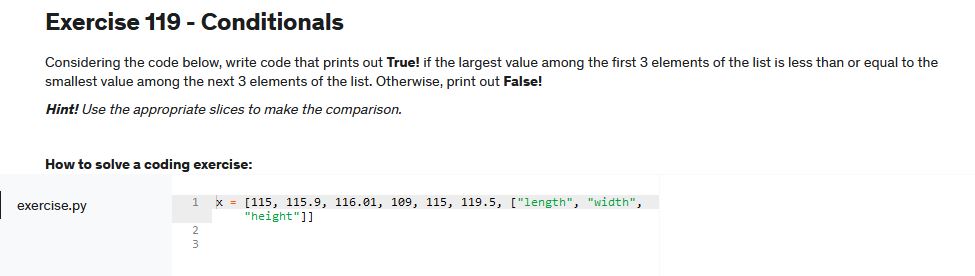 Exercise 119 - Conditionals
Considering the code below, write code that prints out True! if the largest value among the first 3 elements of the list is less than or equal to the
smallest value among the next 3 elements of the list. Otherwise, print out False!
Hint! Use the appropriate slices to make the comparison.
How to solve a coding exercise:
exercise.py
1 x = [115, 115.9, 116.01, 109, 115, 119.5, ["length", "width",
"height"]]
2
3